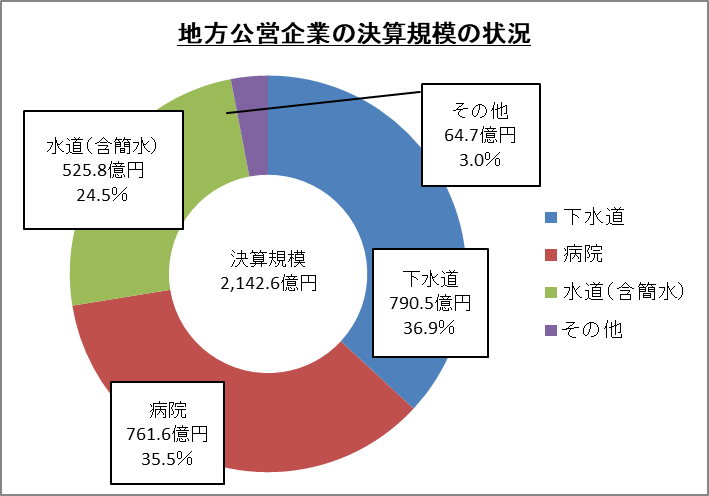 地方公営企業の決算規模の状況
その他
64.7億円
3.0%
水道(含簡水)
525.8億円
24.5%
決算規模
2,142.6億円
下水道
790.5億円
36.9%
病院
761.6億円
35.5%
下水道
病院
水道(含簡水)
その他